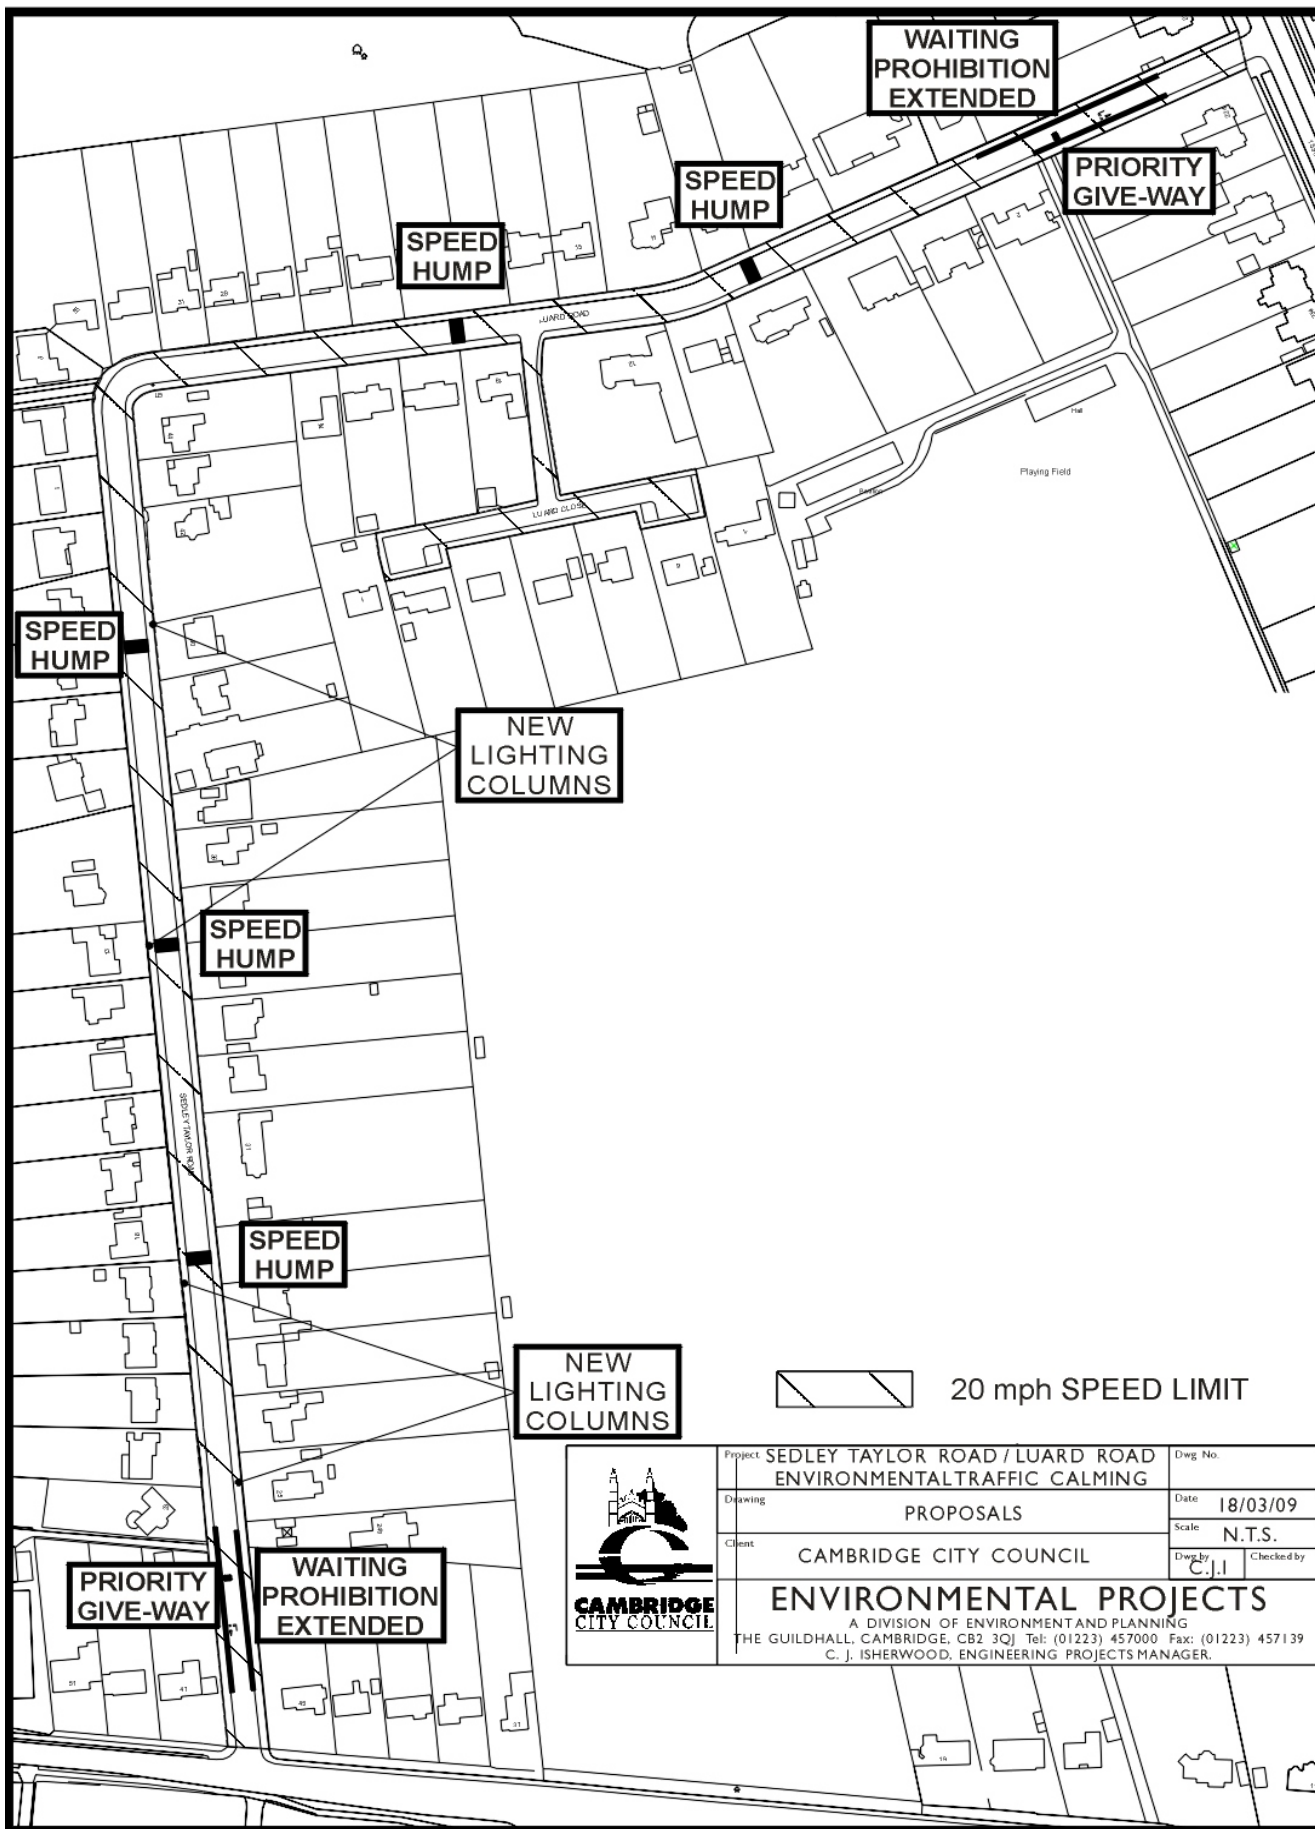 WAITING
PROHIBITION
EXTENDED
PRIORITY
GIVE-WAY
SPEED
HUMP
SPEED
HUMP
LUARD ROAD
Hall
Playing Field
Pavilion
LUARD CLOSE
SPEED
HUMP
NEW
LIGHTING
COLUMNS
SPEED
HUMP
SEDLEY TAYLOR ROAD
SPEED
HUMP
NEW
LIGHTING
COLUMNS
20 mph SPEED LIMIT
PRIORITY
GIVE-WAY
WAITING
PROHIBITION
EXTENDED
CAMBRIDGE
CITY COUNCIL
Project SEDLEY TAYLOR ROAD / LUARD ROAD
ENVIRONMENTAL TRAFFIC CALMING
Dwg No.
Drawing PROPOSALS
Date 18/03/09
Scale N.T.S.
Client CAMBRIDGE CITY COUNCIL
Dwg by C.J.I
Checked by
ENVIRONMENTAL PROJECTS
A DIVISION OF ENVIRONMENT AND PLANNING
THE GUILDHALL, CAMBRIDGE, CB2 3QJ Tel: (01223) 457000 Fax: (01223) 457139
C. J. ISHERWOOD, ENGINEERING PROJECTS MANAGER.